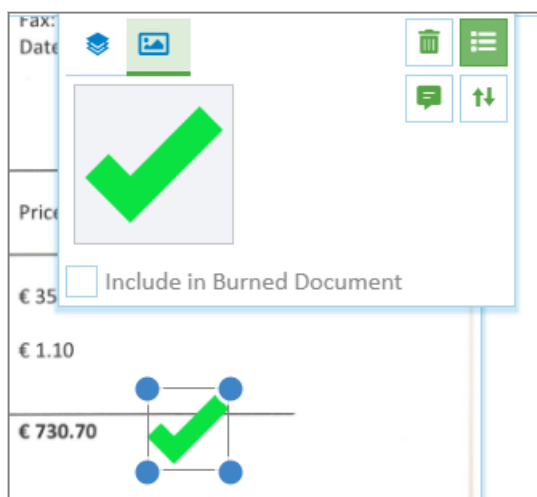 Fax:
Date
Price
Include in Burned Document
€ 35
€ 1.10
€ 730.70